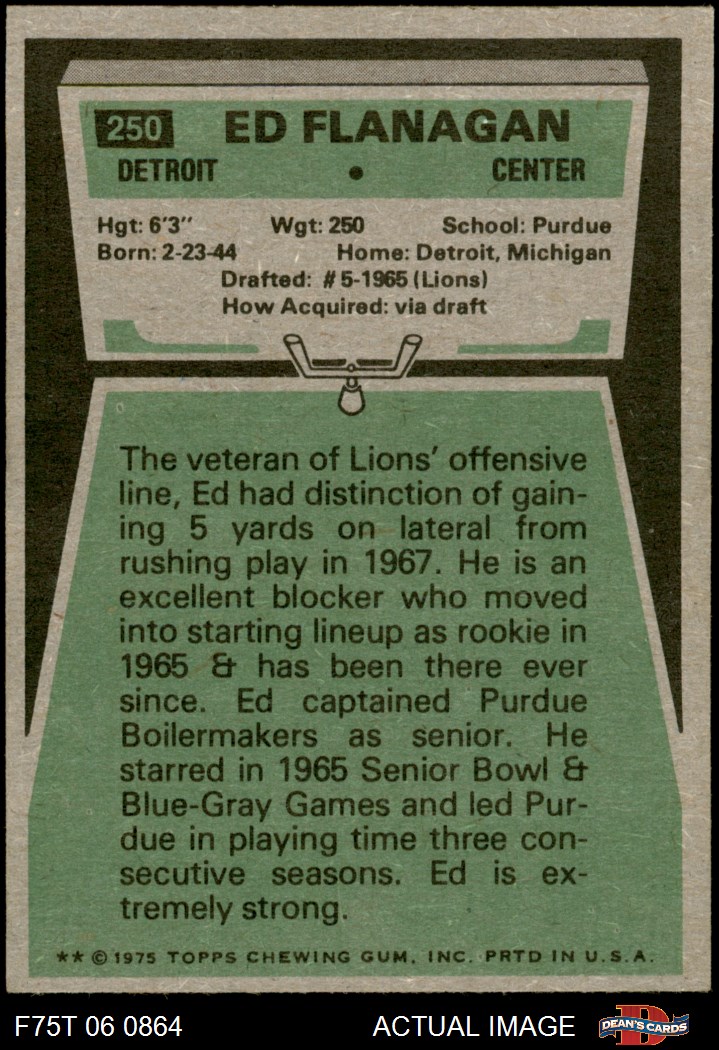 250 ED FLANAGAN
DETROIT • CENTER
Hgt: 6'3" Wgt: 250 School: Purdue
Born: 2-23-44 Home: Detroit, Michigan
Drafted: #5-1965 (Lions)
How Acquired: via draft
The veteran of Lions' offensive
line, Ed had distinction of gain-
ing 5 yards on lateral from
rushing play in 1967. He is an
excellent blocker who moved
into starting lineup as rookie in
1965 & has been there ever
since. Ed captained Purdue
Boilermakers as senior. He
starred in 1965 Senior Bowl &
Blue-Gray Games and led Pur-
due in playing time three con-
secutive seasons. Ed is ex-
tremely strong.
** © 1975 TOPPS CHEWING GUM, INC. PRTD IN U.S.A.
F75T 06 0864 ACTUAL IMAGE D DEAN'S CARDS